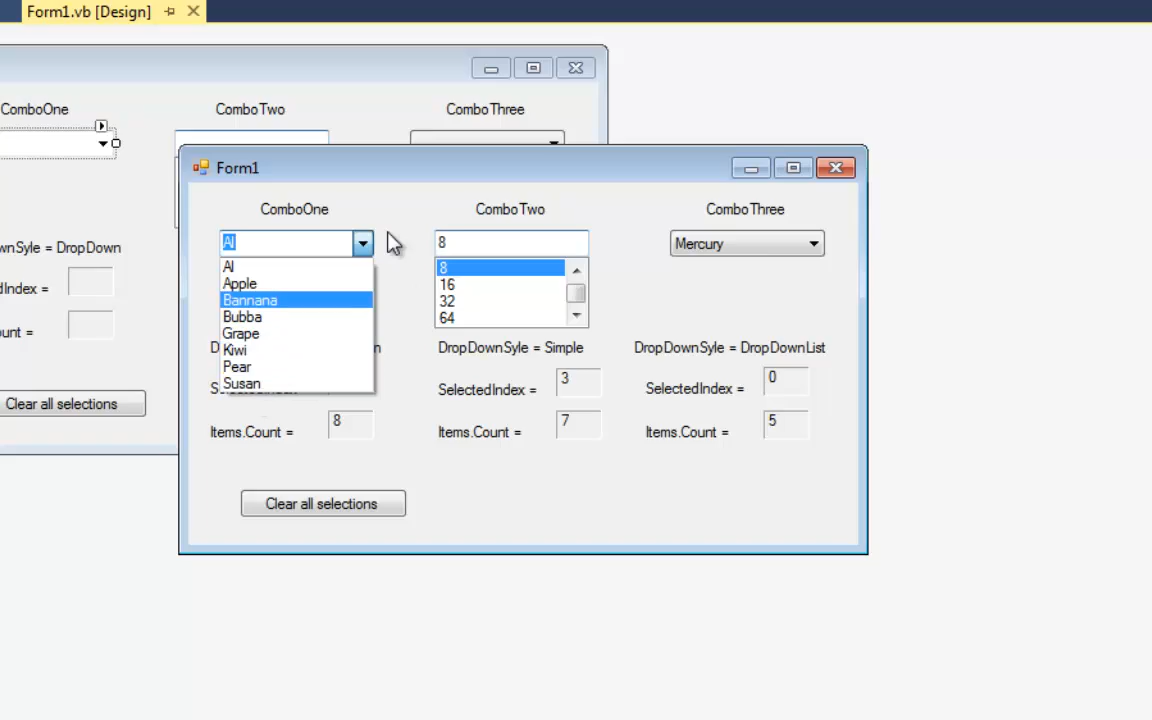 Form1.vb [Design]
ComboOne
ComboTwo
ComboThree
wnSyle = DropDown
dIndex =
unt =
Clear all selections
Form1
ComboOne
ComboTwo
ComboThree
Al
8
Mercury
Al
Apple
Bannana
Bubba
Grape
Kiwi
Pear
Susan
8
16
32
64
D
n
DropDownSyle = Simple
DropDownSyle = DropDownList
SelectedIndex =
3
SelectedIndex =
0
Items.Count =
8
Items.Count =
7
Items.Count =
5
Clear all selections